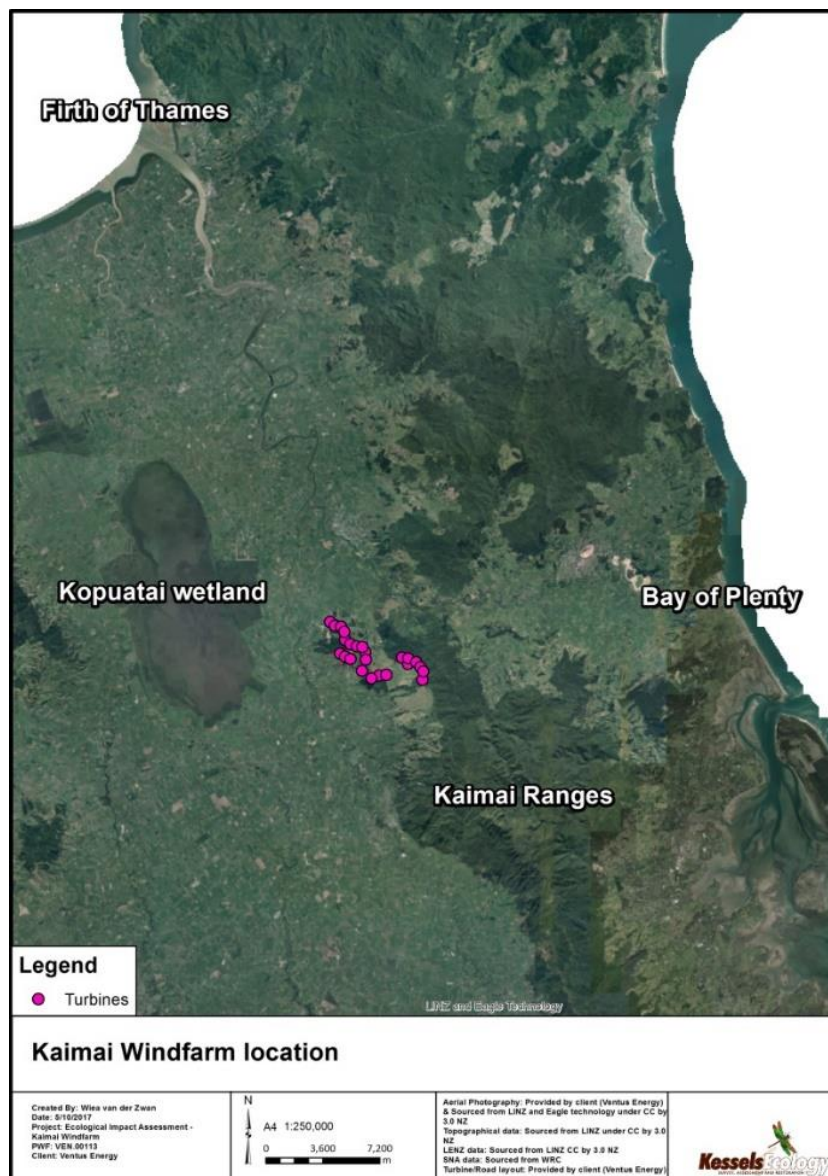 Firth of Thames
Kopuatai wetland
Bay of Plenty
Kaimai Ranges
Legend
Turbines
LINZ and Eagle Technology
Kaimai Windfarm location
Created By: Wiea van der Zwan
Date: 5/10/2017
Project: Ecological Impact Assessment -
Kaimai Windfarm
PWF: VEN.00113
Client: Ventus Energy
N
A4 1:250,000
0 3,600 7,200
m
Aerial Photography: Provided by client (Ventus Energy)
& Sourced from LINZ and Eagle technology under CC by
3.0 NZ
Topographical data: Sourced from LINZ under CC by 3.0
NZ
LENZ data: Sourced from LINZ CC by 3.0 NZ
SNA data: Sourced from WRC
Turbine/Road layout: Provided by client (Ventus Energy)
KesselsEcology